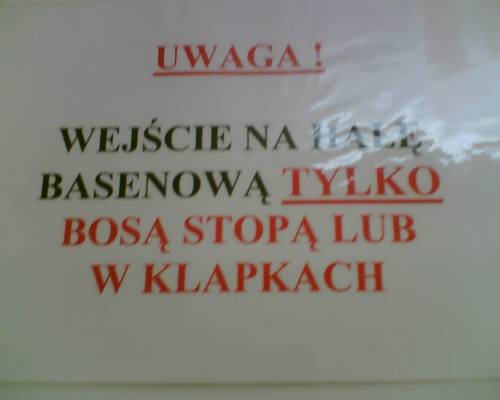 UWAGA !
WEJŚCIE NA HALĘ
BASENOWĄ TYLKO
BOSĄ STOPĄ LUB
W KLAPKACH